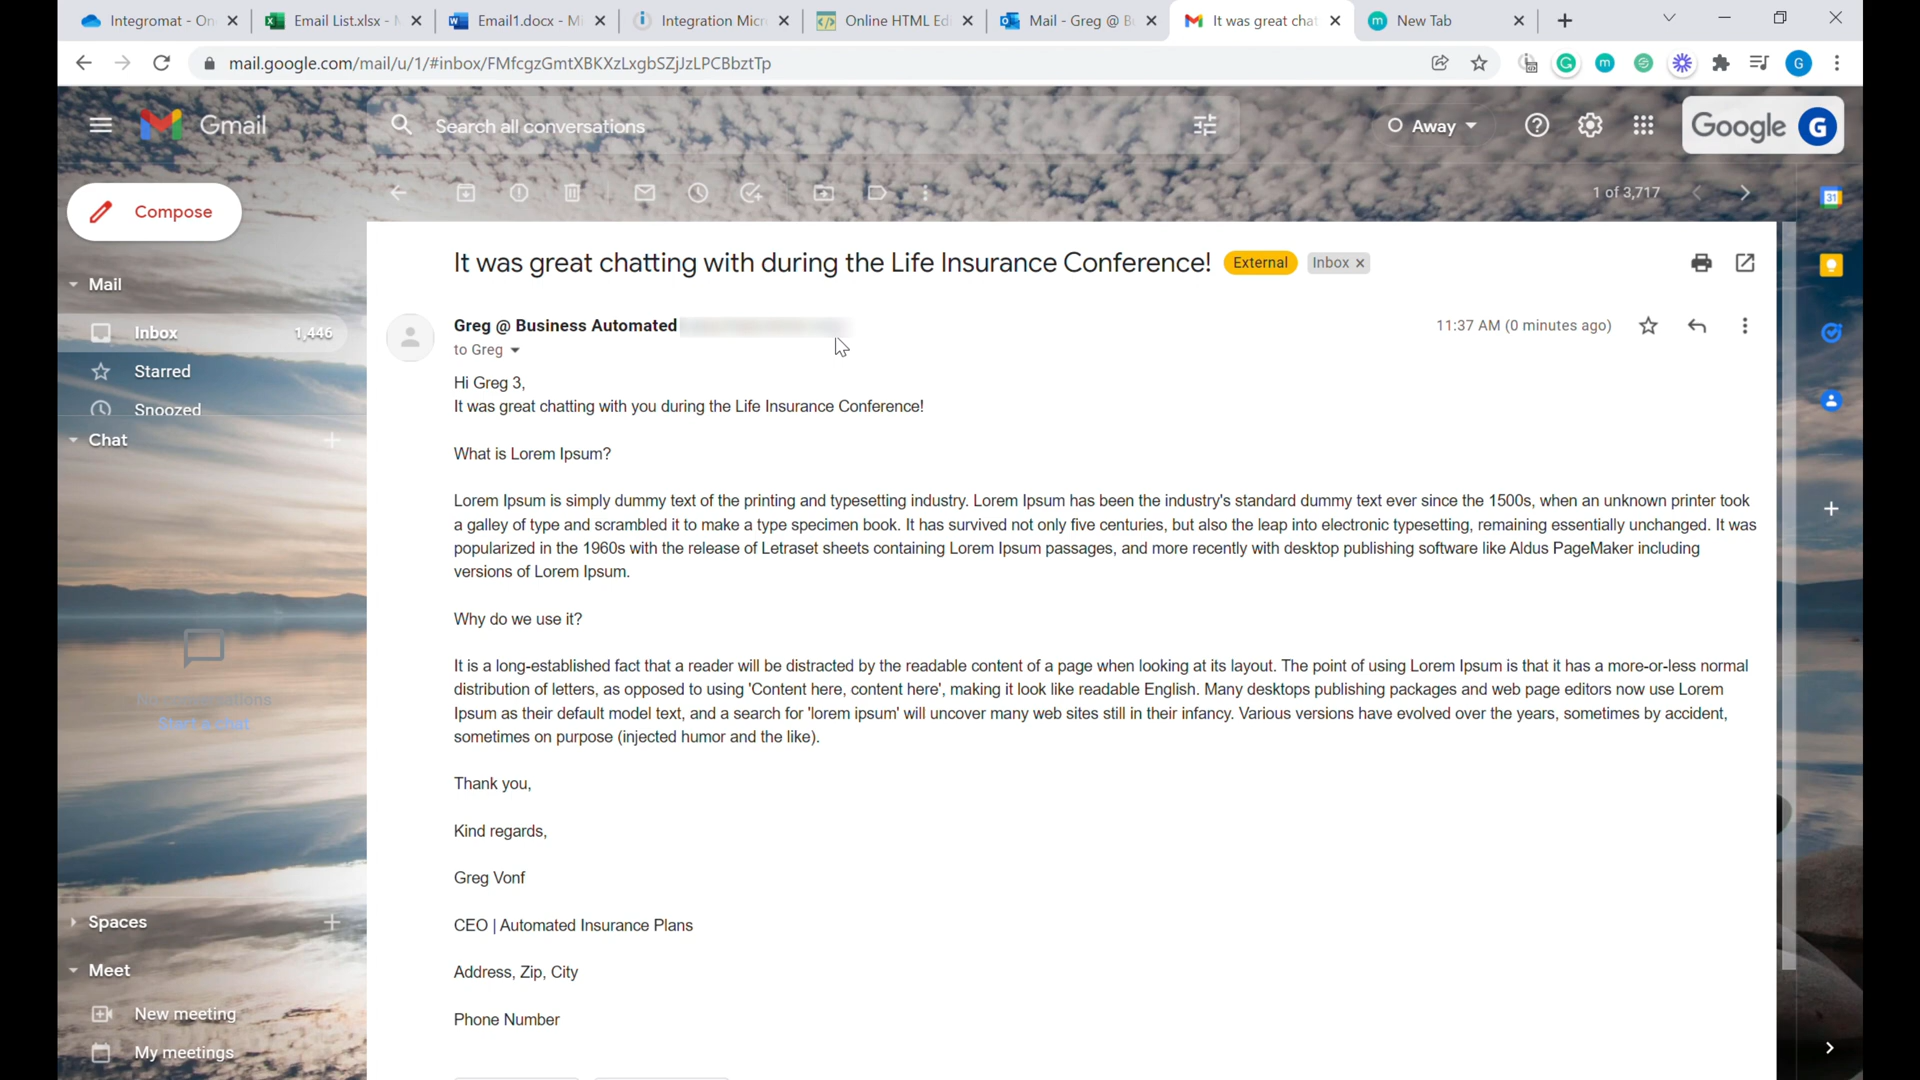 Integromat - On
Email List.xlsx - M
Email1.docx - Mi
Integration Micr
Online HTML Ed
Mail - Greg @ B
It was great chat
New Tab
mail.google.com/mail/u/1/#inbox/FMfcgzGmtXBKXzLxgbSZjJzLPCBbztTp
Gmail
Search all conversations
Away
Google G
Compose
1 of 3,717
31
Mail
It was great chatting with during the Life Insurance Conference! External Inbox
Inbox 1,446
Greg @ Business Automated
11:37 AM (0 minutes ago)
to Greg
Starred
Snoozed
Chat
Hi Greg 3,
It was great chatting with you during the Life Insurance Conference!
What is Lorem Ipsum?
Lorem Ipsum is simply dummy text of the printing and typesetting industry. Lorem Ipsum has been the industry's standard dummy text ever since the 1500s, when an unknown printer took
a galley of type and scrambled it to make a type specimen book. It has survived not only five centuries, but also the leap into electronic typesetting, remaining essentially unchanged. It was
popularized in the 1960s with the release of Letraset sheets containing Lorem Ipsum passages, and more recently with desktop publishing software like Aldus PageMaker including
versions of Lorem Ipsum.
Why do we use it?
It is a long-established fact that a reader will be distracted by the readable content of a page when looking at its layout. The point of using Lorem Ipsum is that it has a more-or-less normal
distribution of letters, as opposed to using 'Content here, content here', making it look like readable English. Many desktops publishing packages and web page editors now use Lorem
Ipsum as their default model text, and a search for 'lorem ipsum' will uncover many web sites still in their infancy. Various versions have evolved over the years, sometimes by accident,
sometimes on purpose (injected humor and the like).
Thank you,
Kind regards,
Greg Vonf
CEO | Automated Insurance Plans
Address, Zip, City
Phone Number
Start a chat
Spaces
Meet
New meeting
My meetings